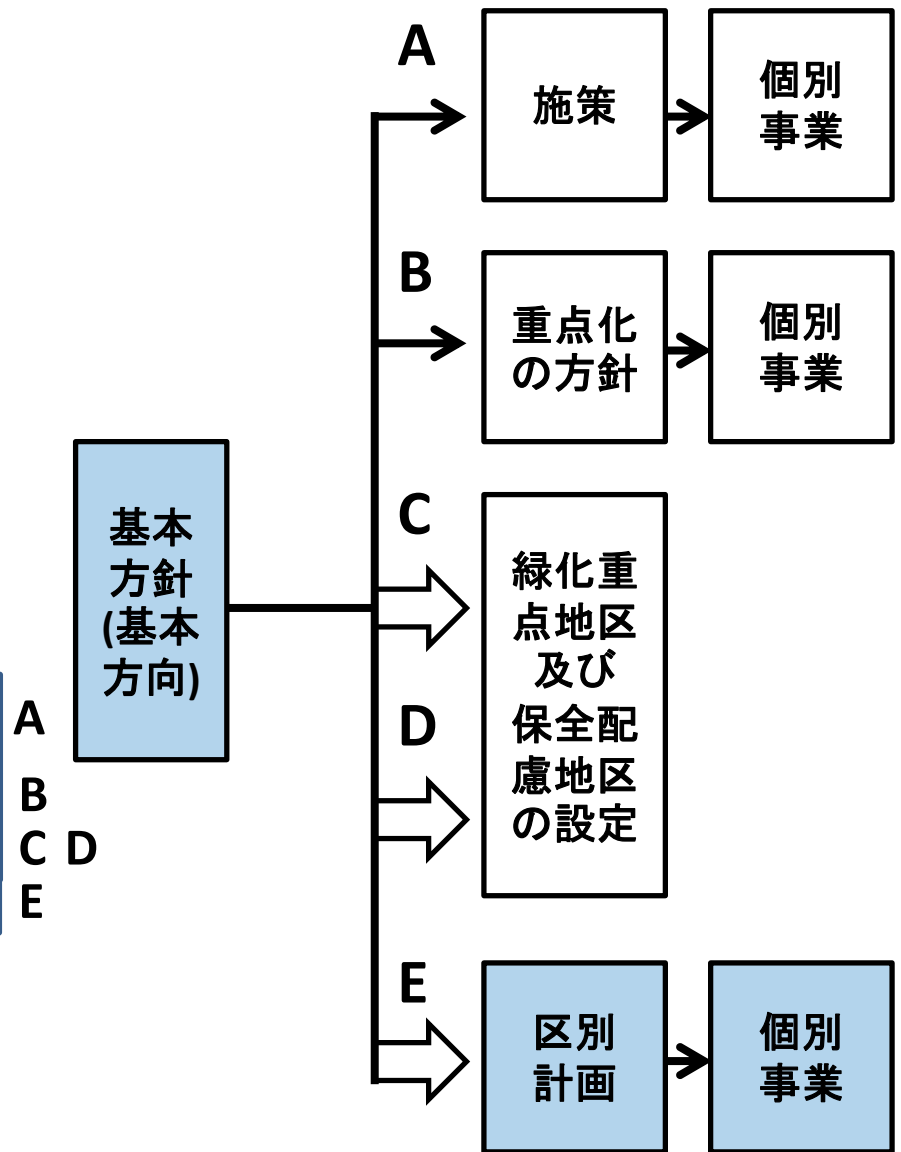 A
施策
個別
事業
B
重点化
の方針
個別
事業
基本
方針
(基本
方向)
C
D
緑化重
点地区
及び
保全配
慮地区
の設定
A
B
C D
E
E
区別
計画
個別
事業